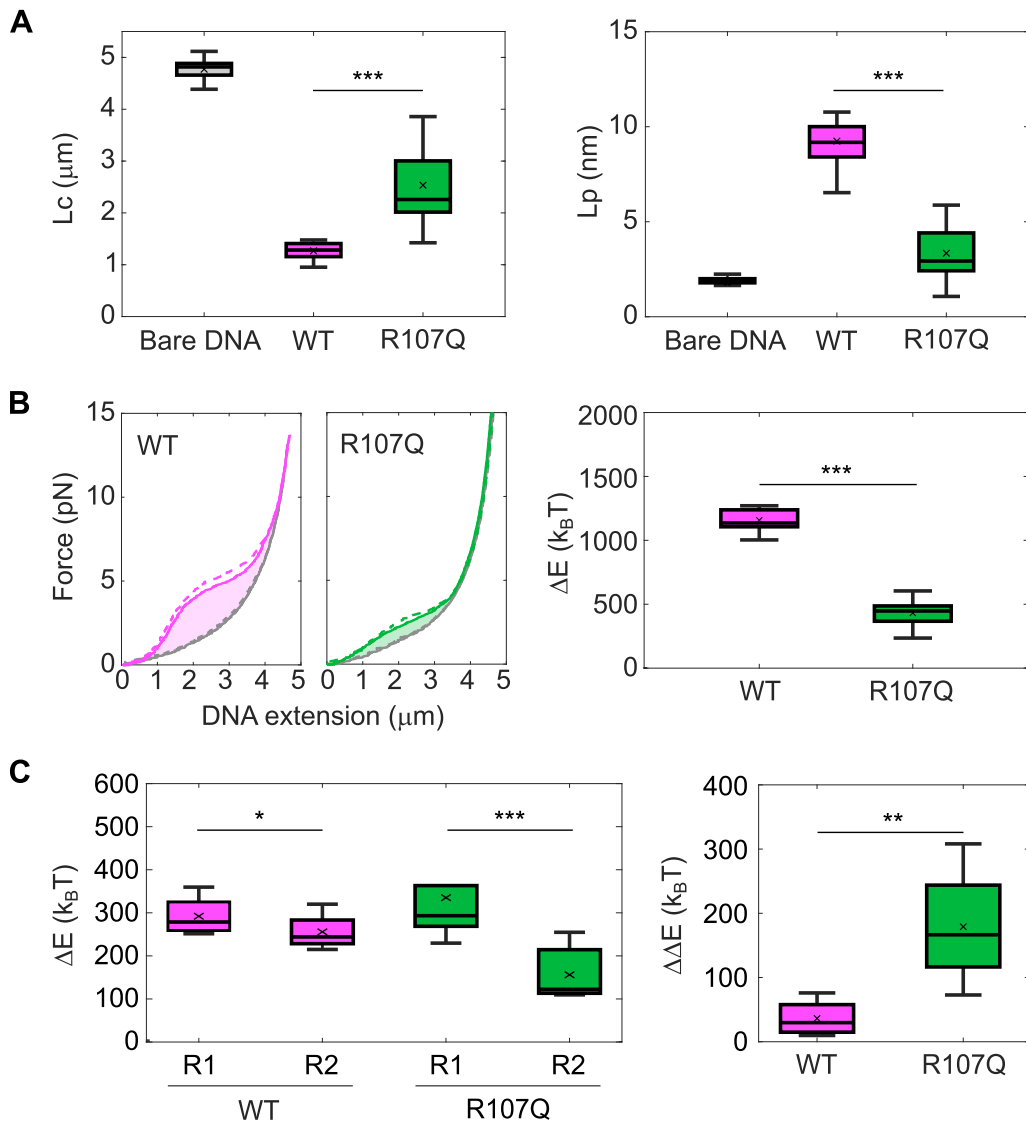 A
Lc (μm)
5
4
3
2
1
0
***
Bare DNA WT R107Q
Lp (nm)
15
10
5
0
***
Bare DNA WT R107Q
B
Force (pN)
15
10
5
0
WT
R107Q
0 1 2 3 4 5
0 1 2 3 4 5
DNA extension (μm)
ΔE (kBT)
2000
1500
1000
500
0
***
WT R107Q
C
ΔE (kBT)
600
500
400
300
200
100
0
* ***
R1 R2 R1 R2
WT R107Q
ΔΔE (kBT)
400
300
200
100
0
**
WT R107Q